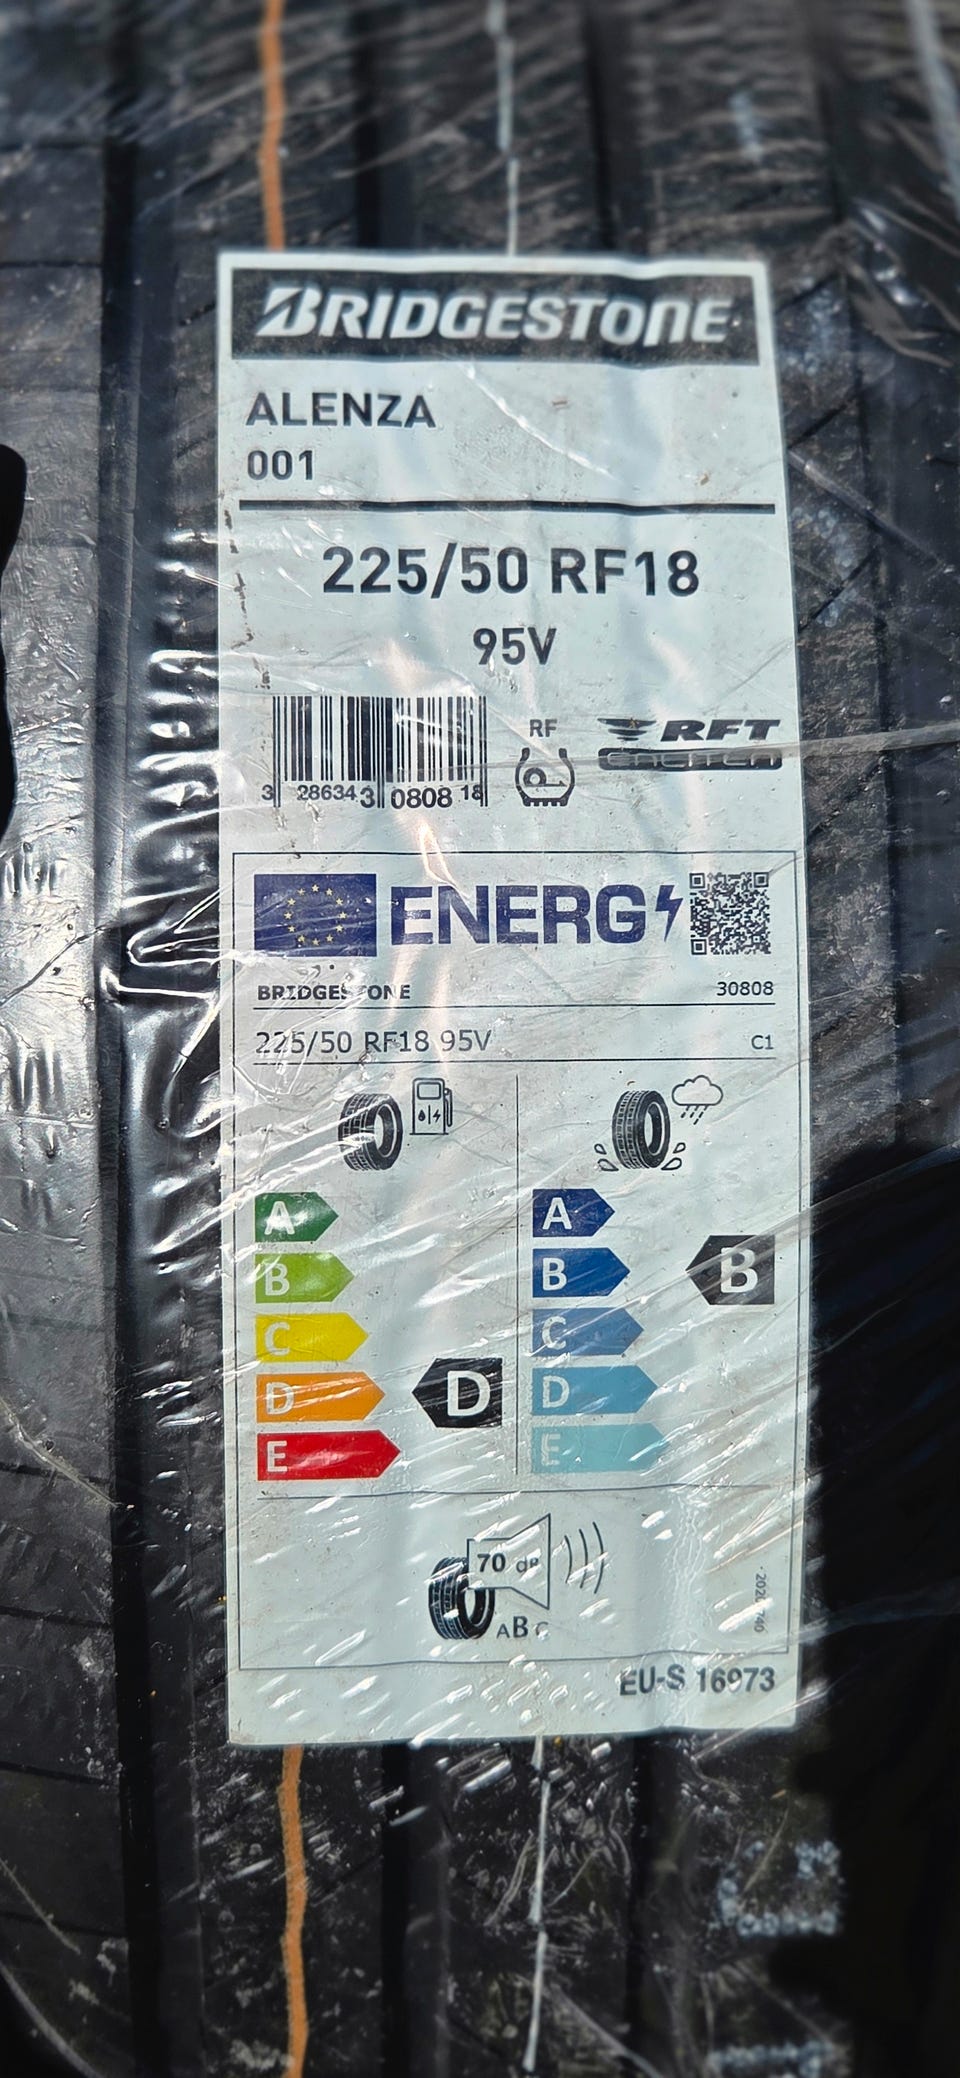 BRIDGESTONE
ALENZA
001
225/50 RF18
95V
RF
RFT
3 286343 0808 18
ENERG
BRIDGESTONE 30808
225/50 RF18 95V C1
A A
B B B
C C
D D D
E E
70 dB
ABC
EU-S 16973